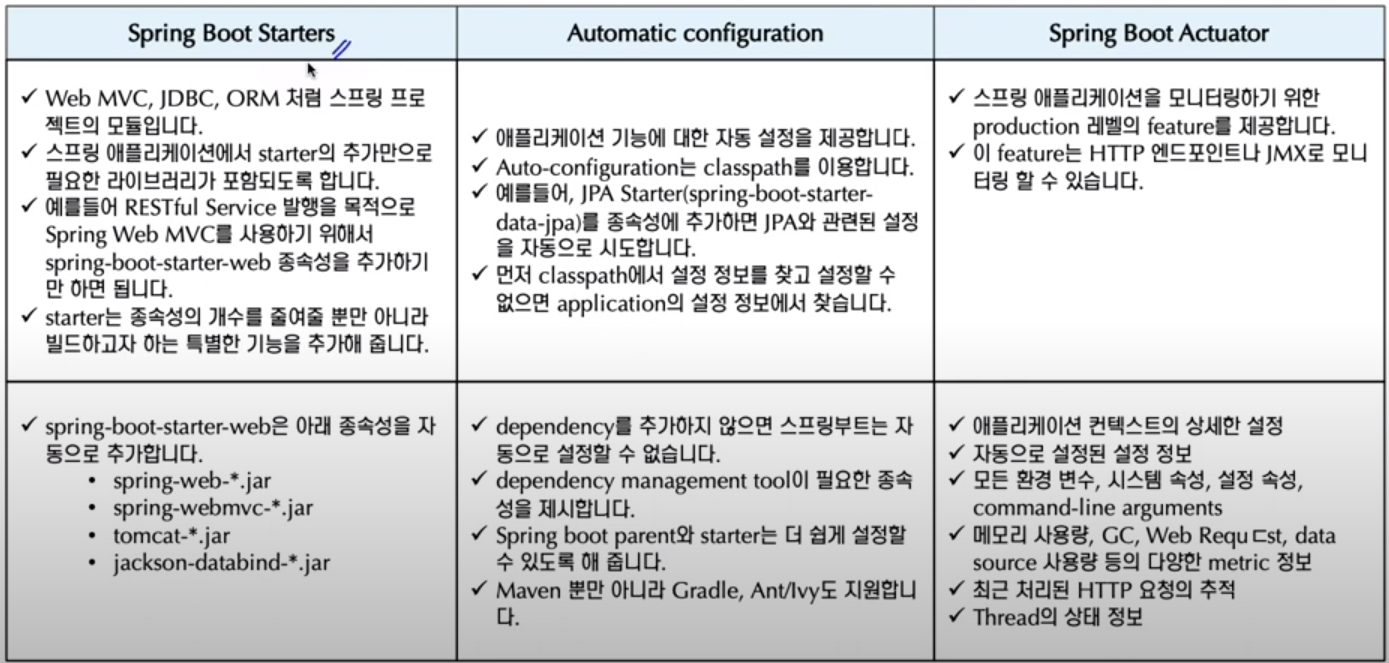 Spring Boot Starters
Automatic configuration
Spring Boot Actuator
✓ Web MVC, JDBC, ORM 처럼 스프링 프로
젝트의 모듈입니다.
✓ 스프링 애플리케이션에서 starter의 추가만으로
필요한 라이브러리가 포함되도록 합니다.
✓ 예를들어 RESTful Service 발행을 목적으로
Spring Web MVC를 사용하기 위해서
spring-boot-starter-web 종속성을 추가하기
만 하면 됩니다.
✓ starter는 종속성의 개수를 줄여줄 뿐만 아니라
빌드하고자 하는 특별한 기능을 추가해 줍니다.
✓ 애플리케이션 기능에 대한 자동 설정을 제공합니다.
✓ Auto-configuration는 classpath를 이용합니다.
✓ 예를들어, JPA Starter(spring-boot-starter-
data-jpa)를 종속성에 추가하면 JPA와 관련된 설정
을 자동으로 시도합니다.
✓ 먼저 classpath에서 설정 정보를 찾고 설정할 수
없으면 application의 설정 정보에서 찾습니다.
✓ 스프링 애플리케이션을 모니터링하기 위한
production 레벨의 feature를 제공합니다.
✓ 이 feature는 HTTP 엔드포인트나 JMX로 모니
터링 할 수 있습니다.
✓ spring-boot-starter-web은 아래 종속성을 자
동으로 추가합니다.
• spring-web-*.jar
• spring-webmvc-*.jar
• tomcat-*.jar
• jackson-databind-*.jar
✓ dependency를 추가하지 않으면 스프링부트는 자
동으로 설정할 수 없습니다.
✓ dependency management tool이 필요한 종속
성을 제시합니다.
✓ Spring boot parent와 starter는 더 쉽게 설정할
수 있도록 해 줍니다.
✓ Maven 뿐만 아니라 Gradle, Ant/Ivy도 지원합니
다.
✓ 애플리케이션 컨텍스트의 상세한 설정
✓ 자동으로 설정된 설정 정보
✓ 모든 환경 변수, 시스템 속성, 설정 속성,
command-line arguments
✓ 메모리 사용량, GC, Web Requㄷst, data
source 사용량 등의 다양한 metric 정보
✓ 최근 처리된 HTTP 요청의 추적
✓ Thread의 상태 정보